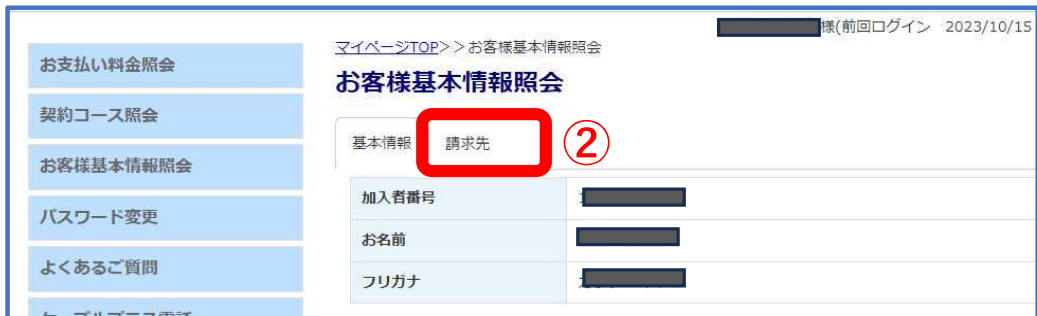 様(前回ログイン 2023/10/15
マイページTOP>>お客様基本情報照会
お客様基本情報照会
お支払い料金照会
契約コース照会
お客様基本情報照会
パスワード変更
よくあるご質問
基本情報 請求先
②
加入者番号
お名前
フリガナ